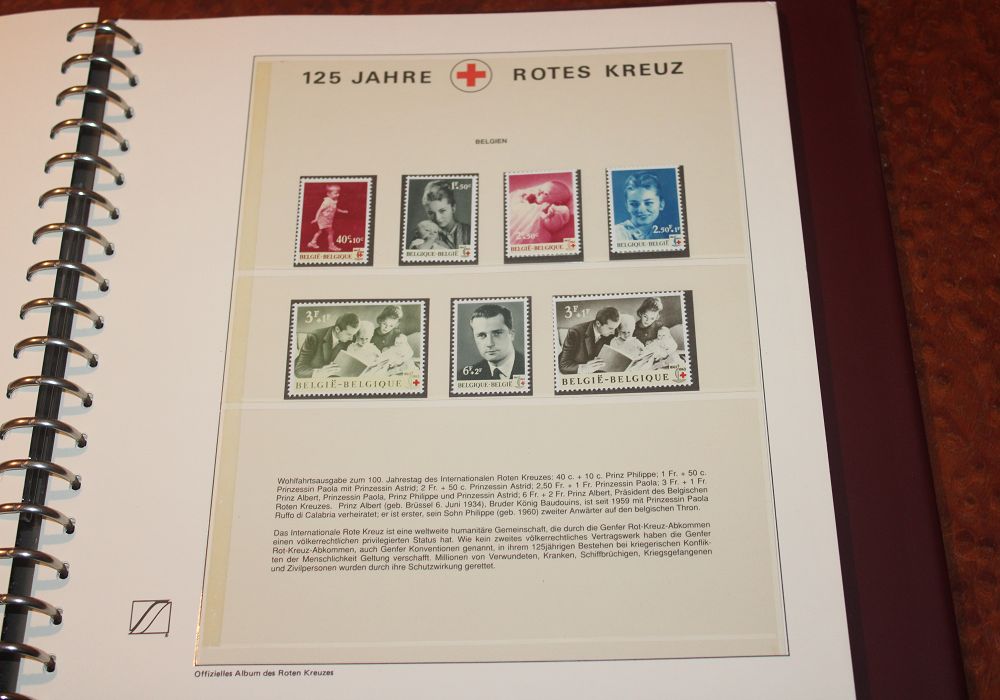 125 JAHRE ROTES KREUZ
BELGIEN
40c+10c
BELGIË-BELGIQUE
1F+50c
BELGIË-BELGIQUE
2F+50c
BELGIË-BELGIQUE
2,50F+1F
BELGIË-BELGIQUE
3F+1F
BELGIË-BELGIQUE
6F+2F
BELGIQUE-BELGIË
3F+1F
BELGIË-BELGIQUE
Wohlfahrtsausgabe zum 100. Jahrestag des Internationalen Roten Kreuzes: 40 c. + 10 c. Prinz Philippe; 1 Fr. + 50 c.
Prinzessin Paola mit Prinzessin Astrid; 2 Fr. + 50 c. Prinzessin Astrid; 2,50 Fr. + 1 Fr. Prinzessin Paola; 3 Fr. + 1 Fr.
Prinz Albert, Prinzessin Paola, Prinz Philippe und Prinzessin Astrid; 6 Fr. + 2 Fr. Prinz Albert, Präsident des Belgischen
Roten Kreuzes. Prinz Albert (geb. Brüssel 6. Juni 1934), Bruder König Baudouins, ist seit 1959 mit Prinzessin Paola
Ruffo di Calabria verheiratet; er ist erster, sein Sohn Philippe (geb. 1960) zweiter Anwärter auf den belgischen Thron.
Das Internationale Rote Kreuz ist eine weltweite humanitäre Gemeinschaft, die durch die Genfer Rot-Kreuz-Abkommen
einen völkerrechtlichen privilegierten Status hat. Wie kein zweites völkerrechtliches Vertragswerk haben die Genfer
Rot-Kreuz-Abkommen, auch Genfer Konventionen genannt, in ihrem 125jährigen Bestehen bei kriegerischen Konflik-
ten der Menschlichkeit Geltung verschafft. Millionen von Verwundeten, Kranken, Schiffbrüchigen, Kriegsgefangenen
und Zivilpersonen wurden durch ihre Schutzwirkung gerettet.
Offizielles Album des Roten Kreuzes